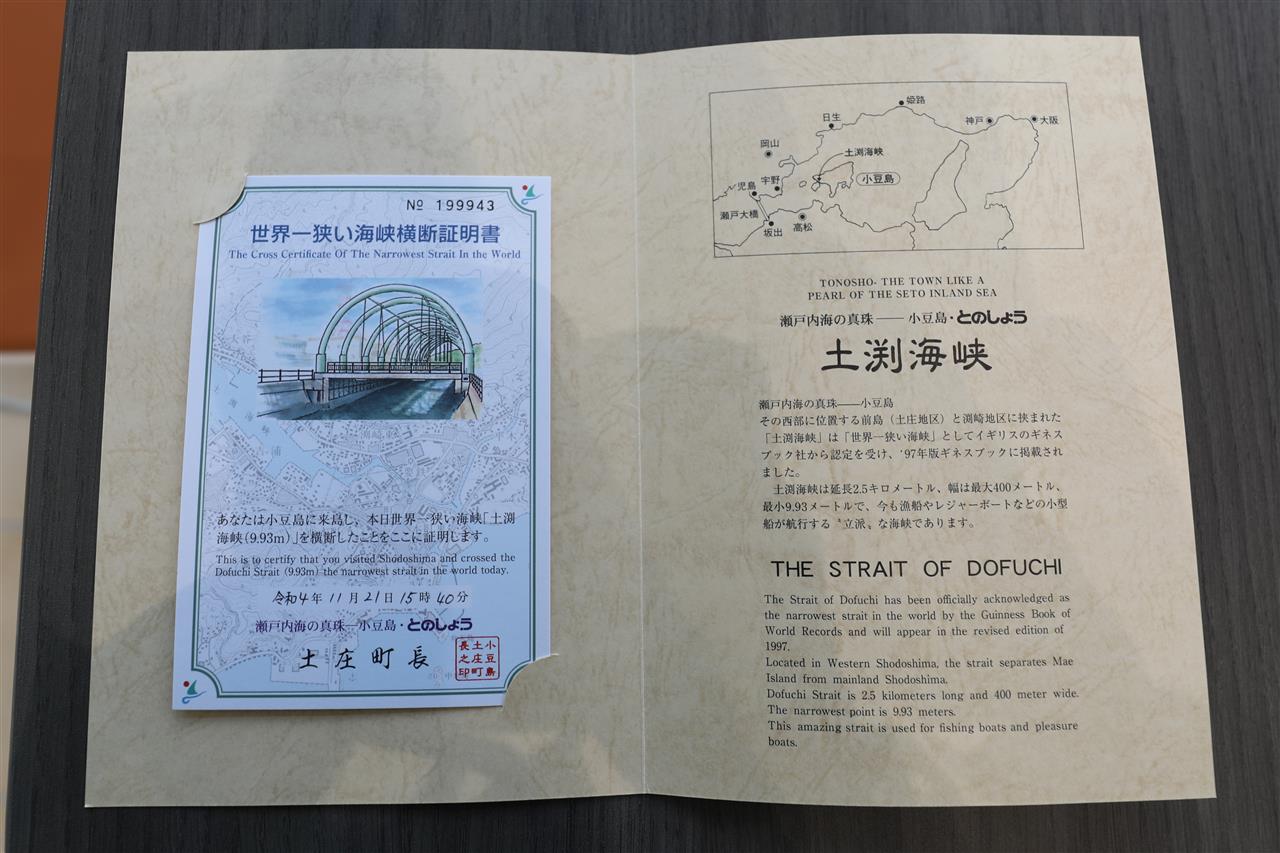 № 199943
世界一狭い海峡横断証明書
The Cross Certificate Of The Narrowest Strait In the World
あなたは小豆島に来島し、本日世界一狭い海峡「土渕
海峡(9.93m)」を横断したことをここに証明します。
This is to certify that you visited Shodoshima and crossed the
Dofuchi Strait (9.93m) the narrowest strait in the world today.
令和4年 11月21日15時40分
瀬戸内海の真珠―小豆島・とのしょう
土庄町長
小豆島
土庄町
長之印
姫路
日生
神戸
大阪
岡山
土渕海峡
小豆島
児島
宇野
瀬戸大橋
坂出
高松
TONOSHO- THE TOWN LIKE A
PEARL OF THE SETO INLAND SEA
瀬戸内海の真珠――小豆島・とのしょう
土渕海峡
瀬戸内海の真珠――小豆島
その西部に位置する前島（土庄地区）と渕崎地区に挟まれた
「土渕海峡」は「世界一狭い海峡」としてイギリスのギネス
ブック社から認定を受け、'97年版ギネスブックに掲載され
ました。
土渕海峡は延長2.5キロメートル、幅は最大400メートル、
最小9.93メートルで、今も漁船やレジャーボートなどの小型
船が航行する〝立派〟な海峡であります。
THE STRAIT OF DOFUCHI
The Strait of Dofuchi has been officially acknowledged as
the narrowest strait in the world by the Guinness Book of
World Records and will appear in the revised edition of
1997.
Located in Western Shodoshima, the strait separates Mae
Island from mainland Shodoshima.
Dofuchi Strait is 2.5 kilometers long and 400 meter wide.
The narrowest point is 9.93 meters.
This amazing strait is used for fishing boats and pleasure
boats.